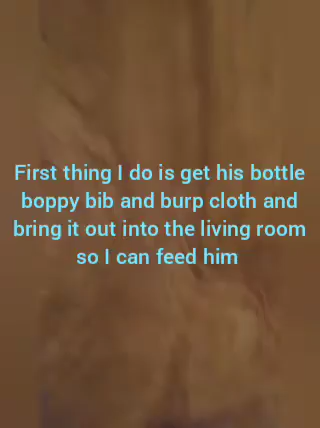 First thing I do is get his bottle
boppy bib and burp cloth and
bring it out into the living room
so I can feed him